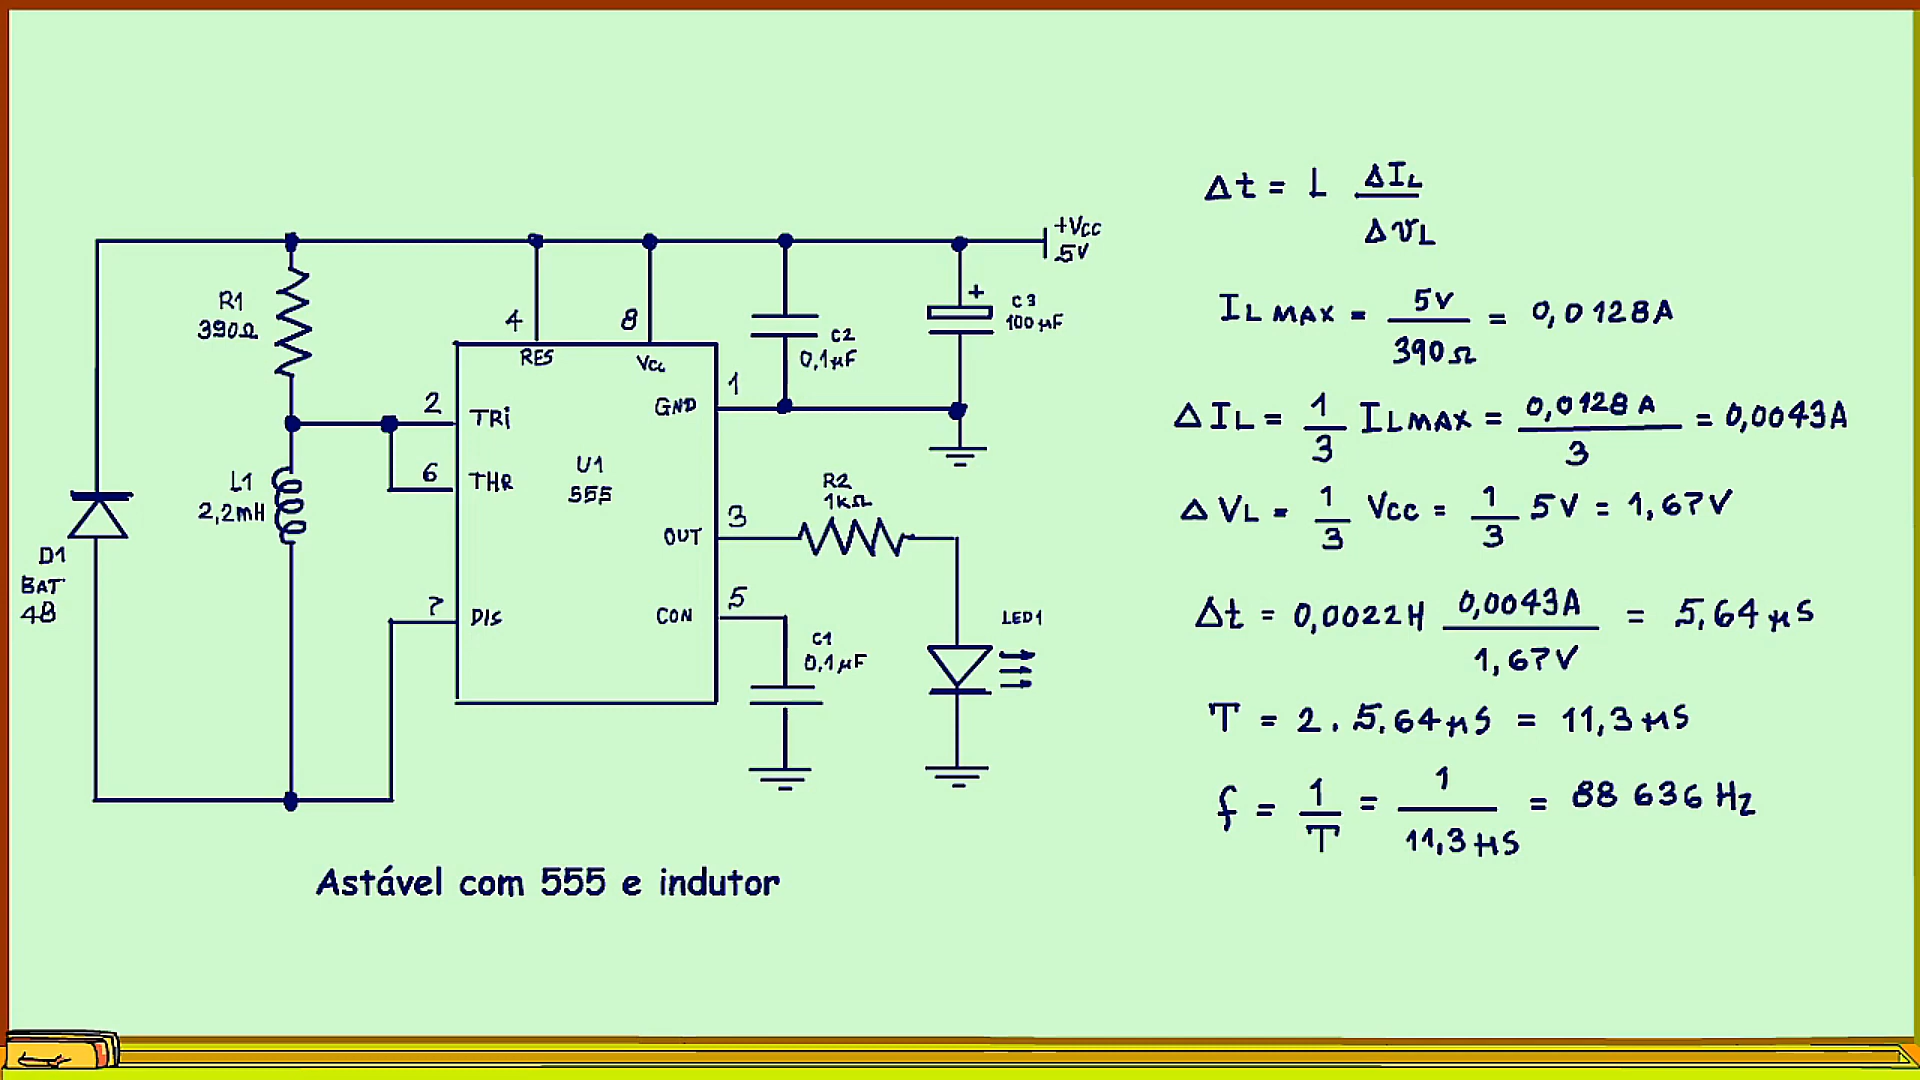 +Vcc
5V
R1
390Ω
4
8
C3
100µF
RES
Vcc
C2
0,1µF
2
TRi
1
GND
L1
2,2mH
6
THR
U1
555
R2
1kΩ
3
OUT
D1
BAT
48
7
DIS
5
CON
C1
0,1µF
LED1
+
Astável com 555 e indutor
Δt = L ΔIL / ΔVL
IL MAX = 5V / 390Ω = 0,0128A
ΔIL = 1/3 ILMAX = 0,0128A / 3 = 0,0043A
ΔVL = 1/3 Vcc = 1/3 5V = 1,67V
Δt = 0,0022H 0,0043A / 1,67V = 5,64µS
T = 2.5,64µS = 11,3µS
f = 1/T = 1 / 11,3µS = 88 636 Hz